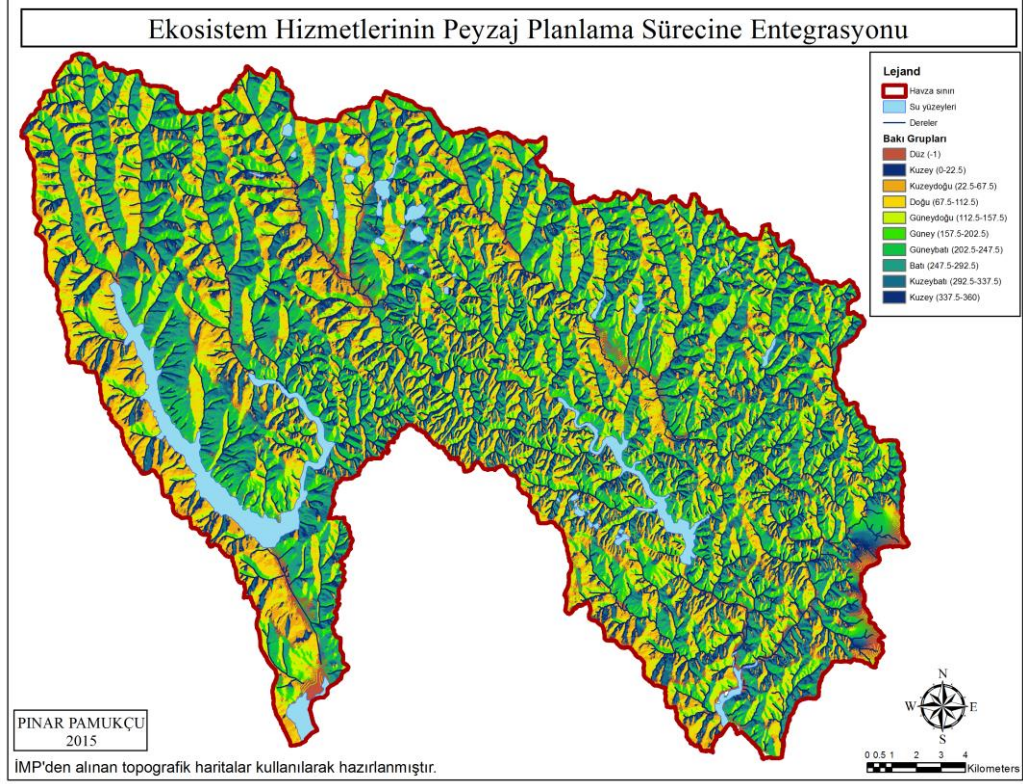 Ekosistem Hizmetlerinin Peyzaj Planlama Sürecine Entegrasyonu
Lejand
Havza sınırı
Su yüzeyleri
Dereler
Bakı Grupları
Düz (-1)
Kuzey (0-22.5)
Kuzeydoğu (22.5-67.5)
Doğu (67.5-112.5)
Güneydoğu (112.5-157.5)
Güney (157.5-202.5)
Güneybatı (202.5-247.5)
Batı (247.5-292.5)
Kuzeybatı (292.5-337.5)
Kuzey (337.5-360)
N
W E
S
0 0.5 1 2 3 4
Kilometers
PINAR PAMUKÇU
2015
İMP'den alınan topografik haritalar kullanılarak hazırlanmıştır.